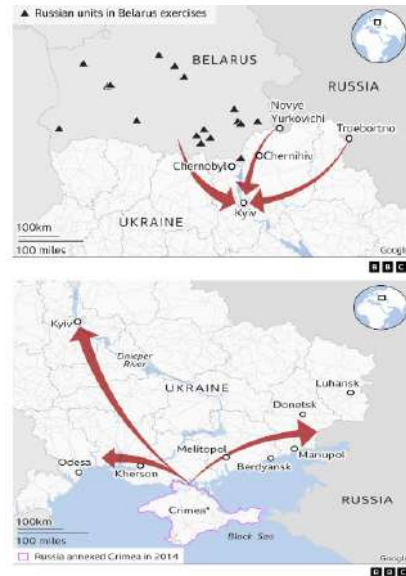 ▲ Russian units in Belarus exercises
BELARUS
RUSSIA
Novye
Yurkovichi
Troebortno
Chernobyl
Chernihiv
UKRAINE
Kyiv
100km
100 miles
Google
BBC
Kyiv
Dnieper
River
UKRAINE
Luhansk
Donetsk
Melitopol
Mariupol
Odesa
Kherson
Berdyansk
Crimea*
RUSSIA
100km
100 miles
Black Sea
Russia annexed Crimea in 2014
BBC